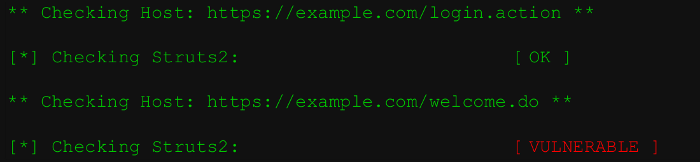 ** Checking Host: https://example.com/login.action **
[*] Checking Struts2: [ OK ]
** Checking Host: https://example.com/welcome.do **
[*] Checking Struts2: [ VULNERABLE ]